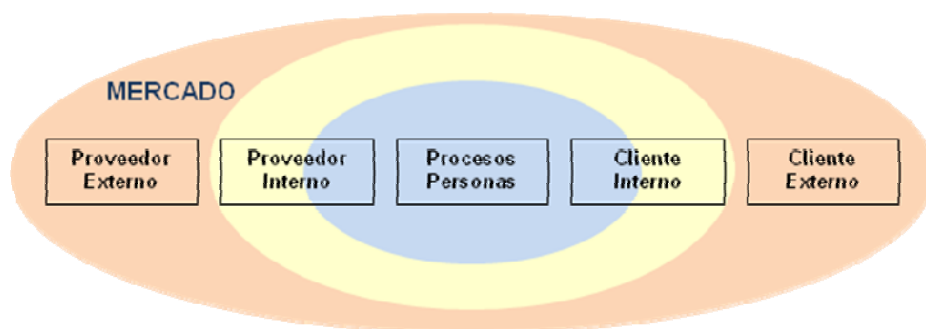 MERCADO
Proveedor
Externo
Proveedor
Interno
Procesos
Personas
Cliente
Interno
Cliente
Externo